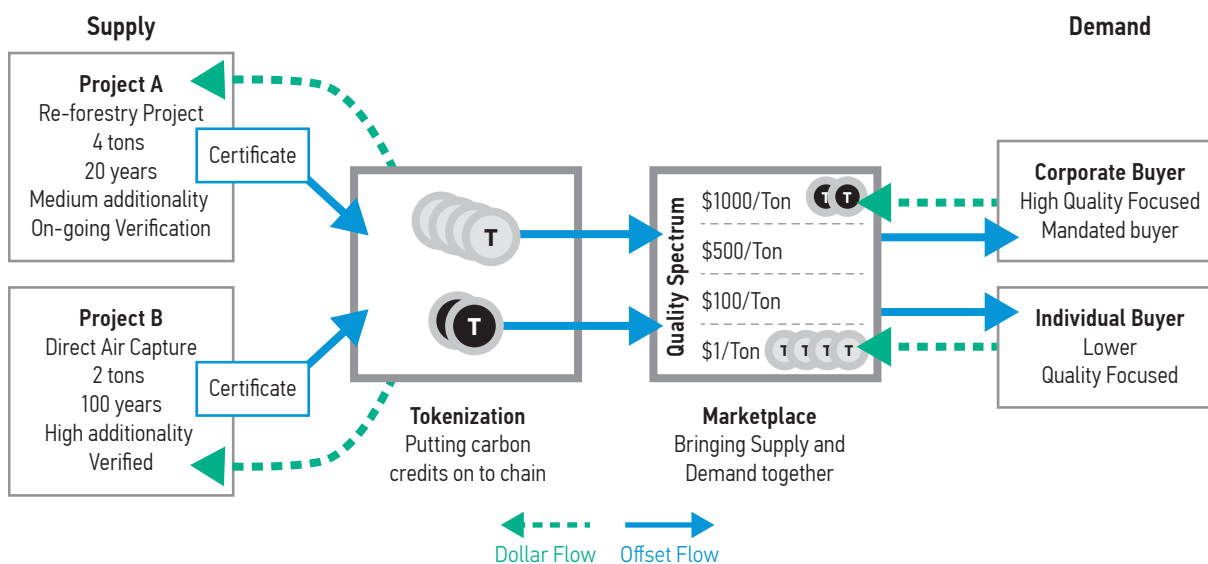 Supply
Demand
Project A
Re-forestry Project
4 tons
20 years
Medium additionality
On-going Verification
Certificate
Project B
Direct Air Capture
2 tons
100 years
High additionality
Verified
Certificate
T
T
Tokenization
Putting carbon
credits on to chain
Quality Spectrum
$1000/Ton
T T
$500/Ton
$100/Ton
$1/Ton
T T T T
Marketplace
Bringing Supply and
Demand together
Corporate Buyer
High Quality Focused
Mandated buyer
Individual Buyer
Lower
Quality Focused
Dollar Flow
Offset Flow